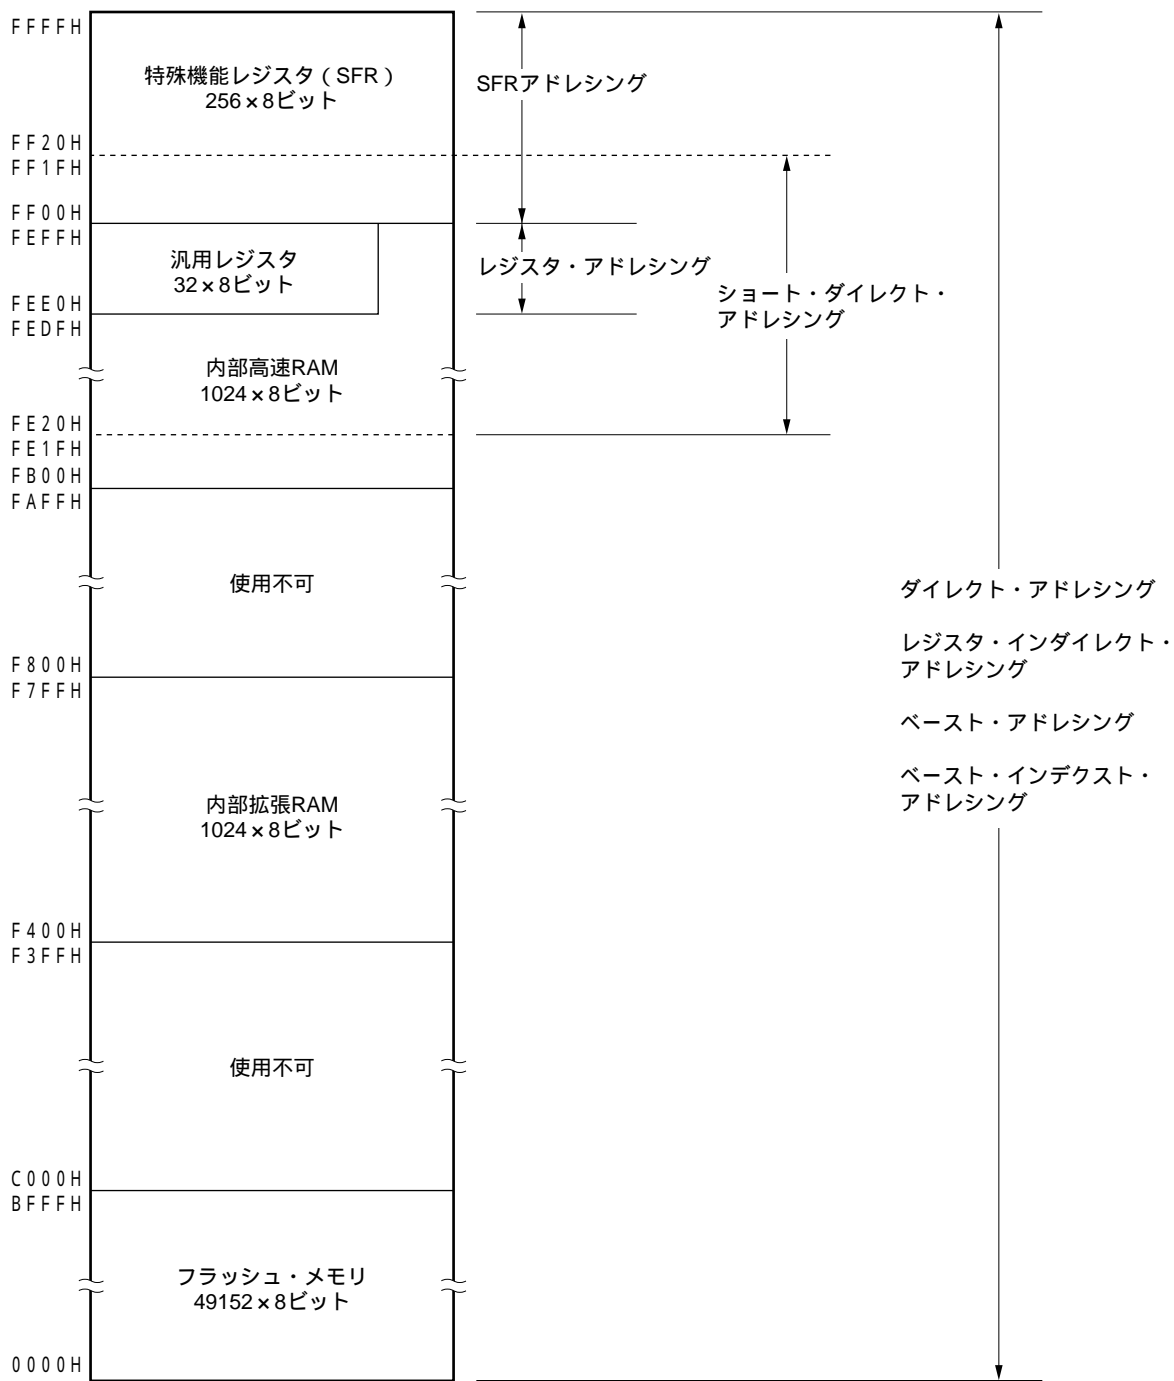 FFFFH
特殊機能レジスタ（SFR）
256×8ビット
SFRアドレシング
FF20H
FF1FH
FF00H
FEFFH
汎用レジスタ
32×8ビット
レジスタ・アドレシング
ショート・ダイレクト・
アドレシング
FEE0H
FEDFH
内部高速RAM
1024×8ビット
FE20H
FE1FH
FB00H
FAFFH
使用不可
ダイレクト・アドレシング
レジスタ・インダイレクト・
アドレシング
ベースト・アドレシング
ベースト・インデクスト・
アドレシング
F800H
F7FFH
内部拡張RAM
1024×8ビット
F400H
F3FFH
使用不可
C000H
BFFFH
フラッシュ・メモリ
49152×8ビット
0000H